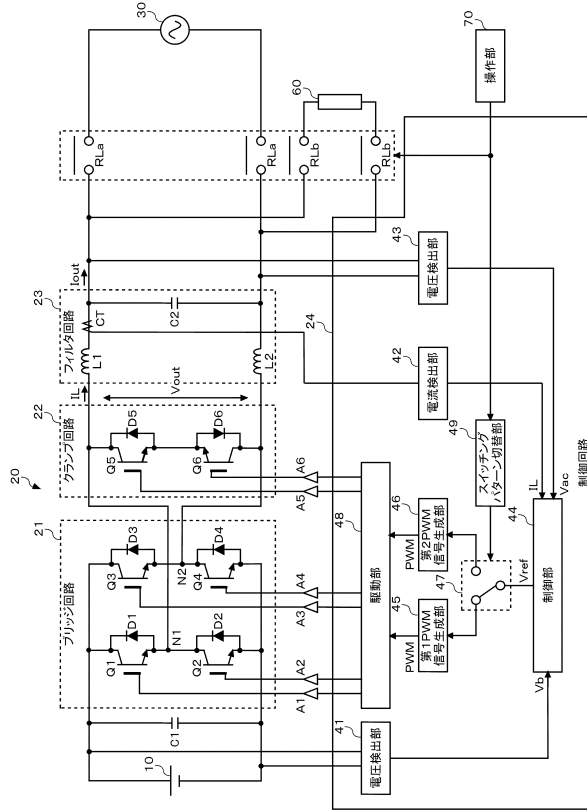 20
10
C1
ブリッジ回路
21
Q1
D1
Q2
D2
N1
Q3
D3
Q4
D4
N2
クランプ回路
22
Q5
D5
Q6
D6
IL
Vout
フィルタ回路
23
L1
CT
C2
L2
Iout
RLa
RLa
RLb
RLb
30
60
70
操作部
A1
A2
A3
A4
A5
A6
24
41
電圧検出部
48
駆動部
42
電流検出部
43
電圧検出部
PWM
45
第1PWM
信号生成部
PWM
46
第2PWM
信号生成部
47
49
スイッチング
パターン切替部
Vref
44
制御部
Vb
IL
Vac
制御回路